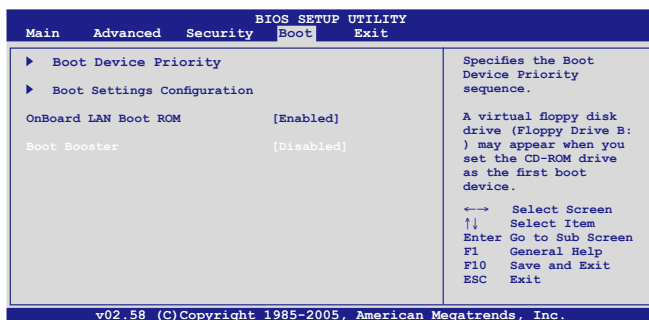 BIOS SETUP UTILITY
Main Advanced Security Boot Exit
Boot Device Priority
Boot Settings Configuration
OnBoard LAN Boot ROM [Enabled]
Boot Booster [Disabled]
Specifies the Boot
Device Priority
sequence.
A virtual floppy disk
drive (Floppy Drive B:
) may appear when you
set the CD-ROM drive
as the first boot
device.
←→ Select Screen
↑↓ Select Item
Enter Go to Sub Screen
F1 General Help
F10 Save and Exit
ESC Exit
v02.58 (C)Copyright 1985-2005, American Megatrends, Inc.